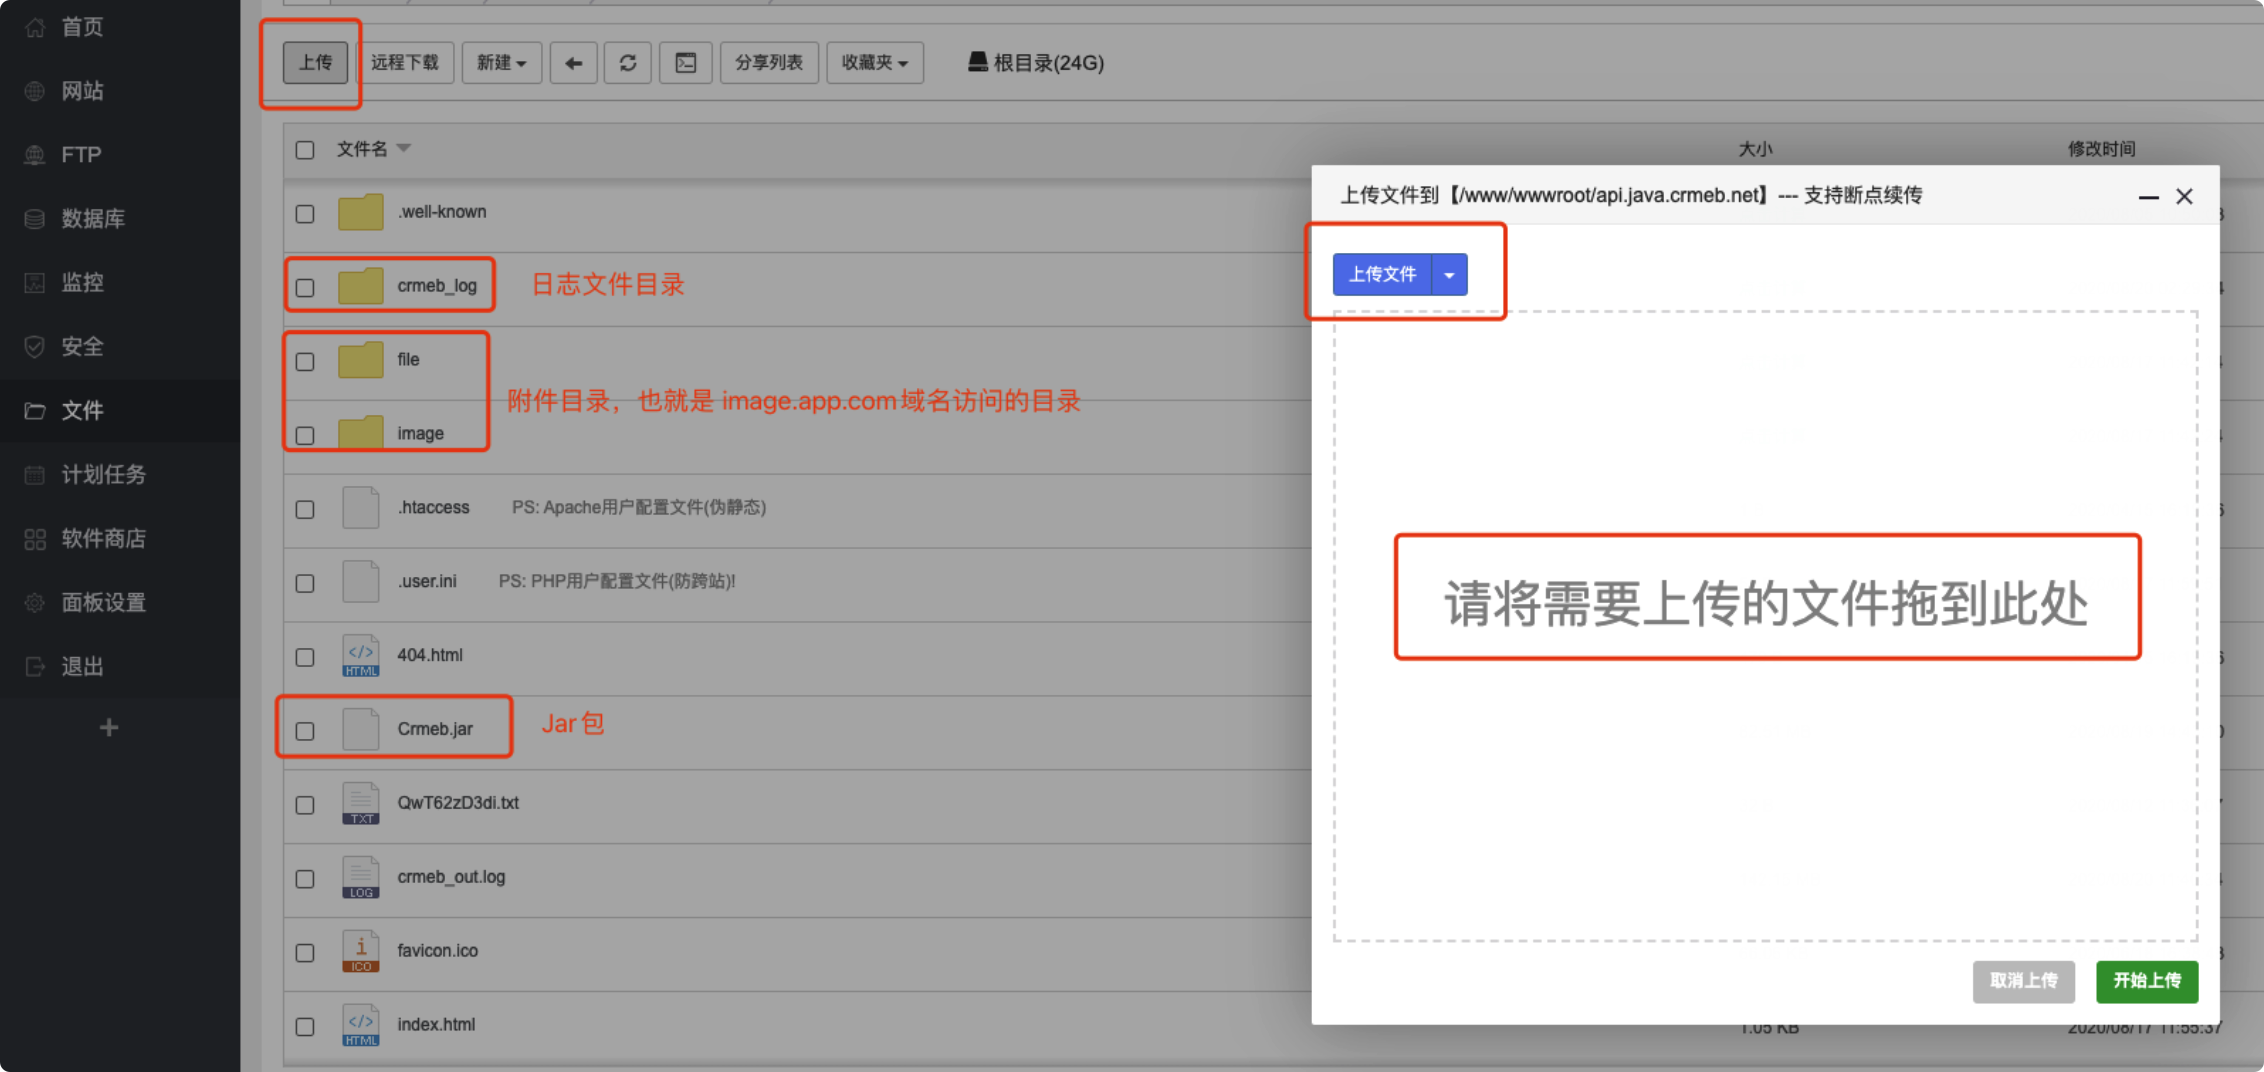 首页
网站
FTP
数据库
监控
安全
文件
计划任务
软件商店
面板设置
退出
上传 远程下载 新建 分享列表 收藏夹 根目录(24G)
文件名 大小 修改时间
.well-known
crmeb_log 日志文件目录
file
附件目录，也就是 image.app.com域名访问的目录
image
.htaccess PS: Apache用户配置文件(伪静态)
.user.ini PS: PHP用户配置文件(防跨站)!
HTML 404.html
Crmeb.jar Jar包
TXT QwT62zD3di.txt
LOG crmeb_out.log
ICO favicon.ico
HTML index.html 1.05 KB 2020/08/17 11:55:37
上传文件到【/www/wwwroot/api.java.crmeb.net】--- 支持断点续传
上传文件
请将需要上传的文件拖到此处
取消上传 开始上传